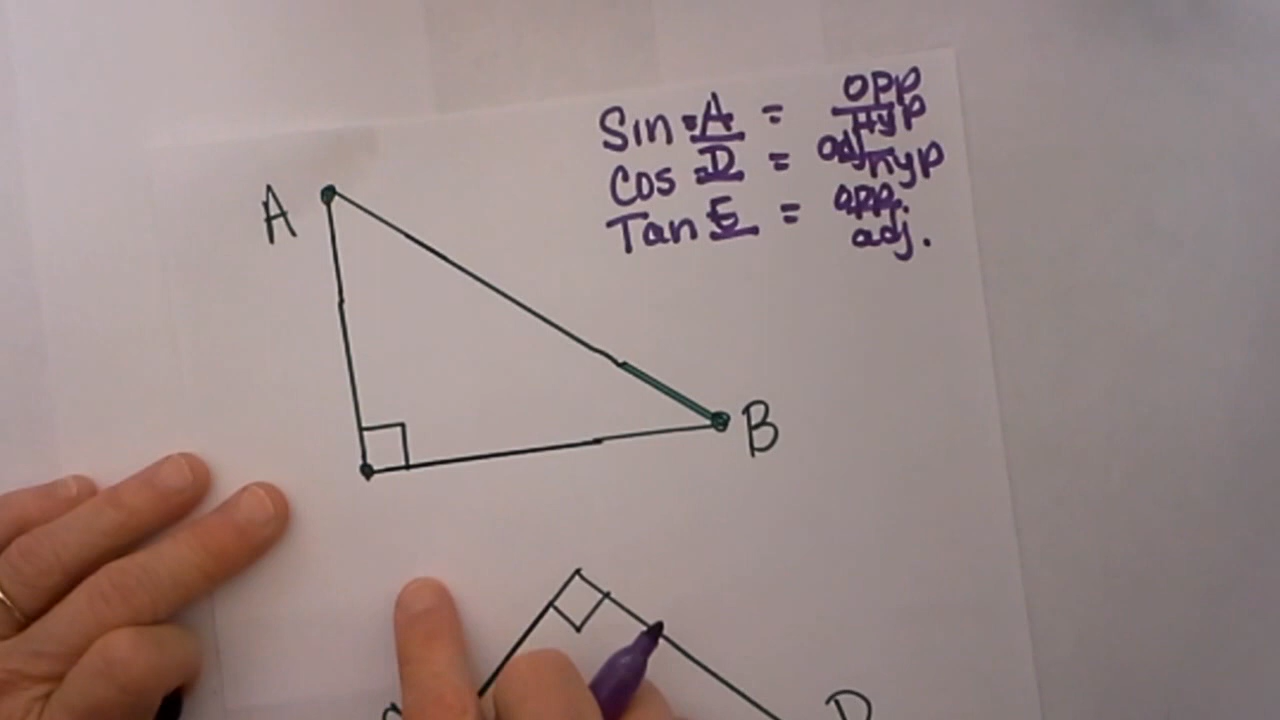 Sin A = opp
Hyp
Cos D = adj
hyp
Tan E = opp.
adj.
A
B
D